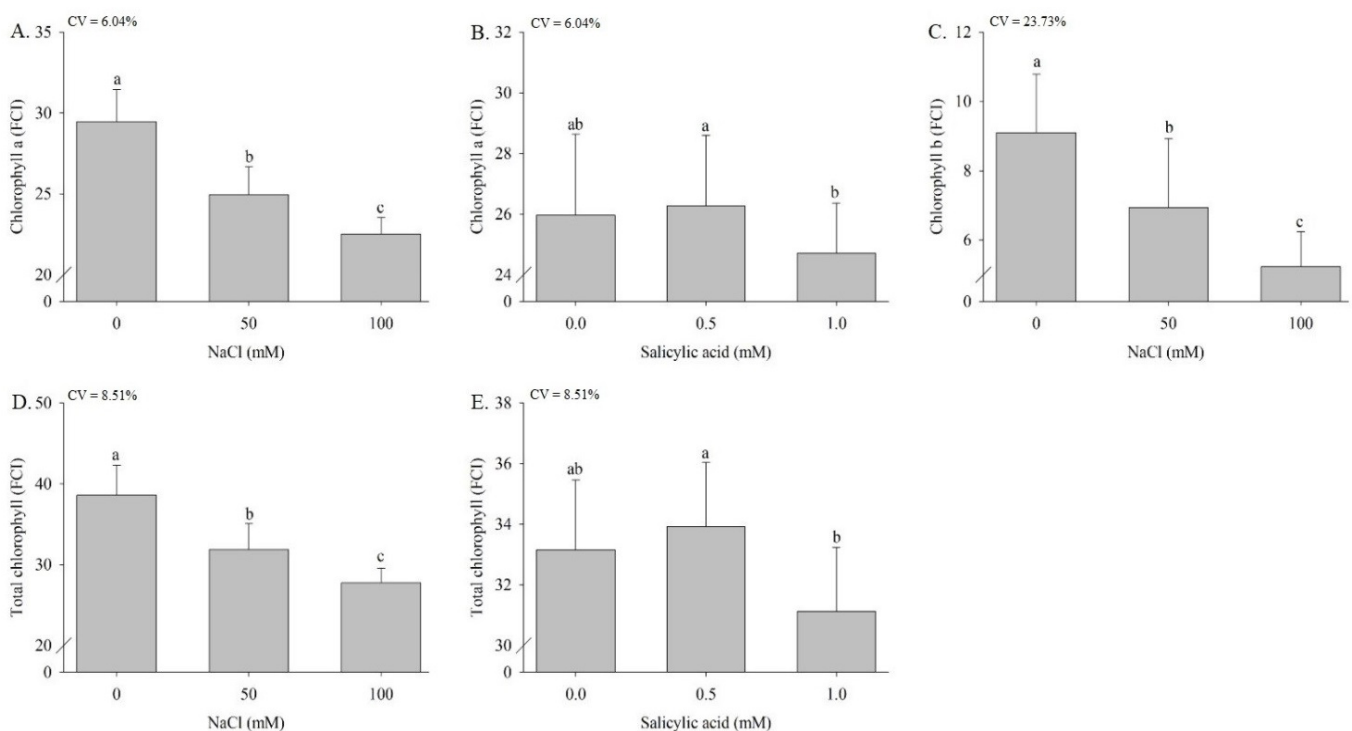 A.
CV = 6.04%
35
30
25
20
0
Chlorophyll a (FCI)
a
b
c
0 50 100
NaCl (mM)
B.
CV = 6.04%
32
30
28
26
24
0
Chlorophyll a (FCI)
ab
a
b
0.0 0.5 1.0
Salicylic acid (mM)
C.
CV = 23.73%
12
10
8
6
0
Chlorophyll b (FCI)
a
b
c
0 50 100
NaCl (mM)
D.
CV = 8.51%
50
40
30
20
0
Total chlorophyll (FCI)
a
b
c
0 50 100
NaCl (mM)
E.
CV = 8.51%
38
36
34
32
30
0
Total chlorophyll (FCI)
ab
a
b
0.0 0.5 1.0
Salicylic acid (mM)